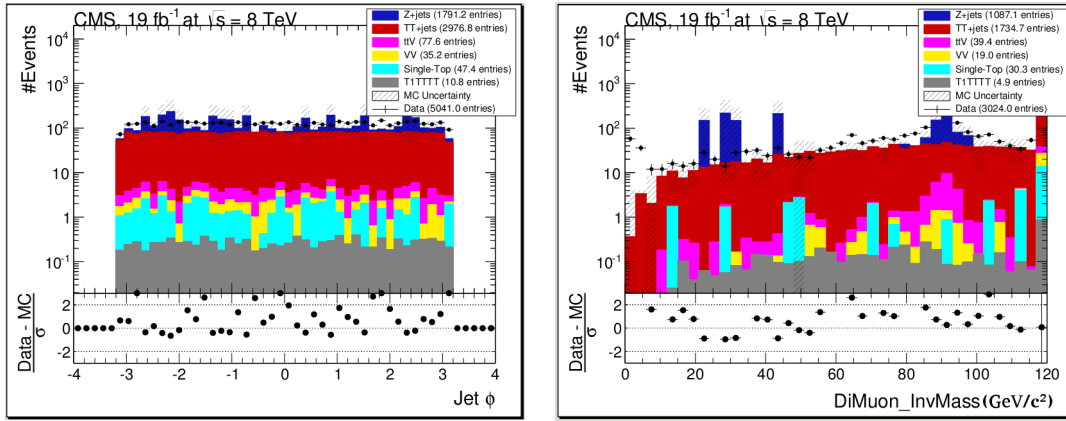 CMS, 19 fb⁻¹ at √s = 8 TeV
#Events
10⁴
10³
10²
10
1
10⁻¹
Z+jets (1791.2 entries)
TT+jets (2976.8 entries)
ttV (77.6 entries)
VV (35.2 entries)
Single-Top (47.4 entries)
T1TTTT (10.8 entries)
MC Uncertainty
Data (5041.0 entries)
Data - MC
σ
2
0
-2
-4 -3 -2 -1 0 1 2 3 4
Jet ϕ
CMS, 19 fb⁻¹ at √s = 8 TeV
#Events
10⁴
10³
10²
10
1
10⁻¹
Z+jets (1087.1 entries)
TT+jets (1734.7 entries)
ttV (39.4 entries)
VV (19.0 entries)
Single-Top (30.3 entries)
T1TTTT (4.9 entries)
MC Uncertainty
Data (3024.0 entries)
Data - MC
σ
2
0
-2
0 20 40 60 80 100 120
DiMuon_InvMass(GeV/c²)